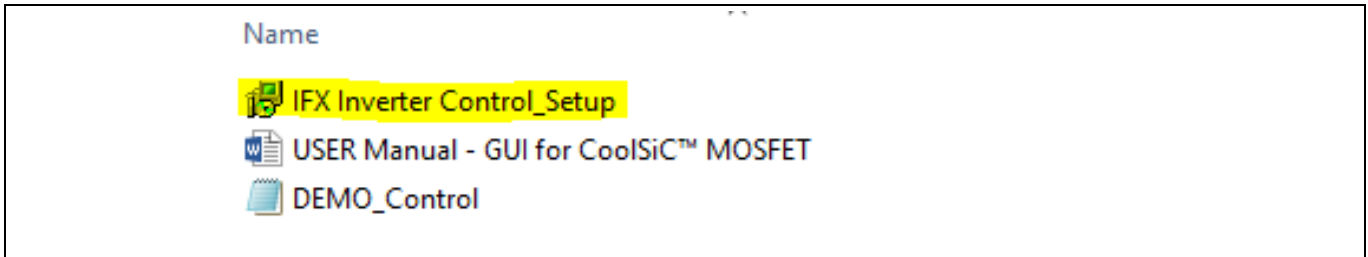 Name
IFX Inverter Control_Setup
USER Manual - GUI for CoolSiC™ MOSFET
DEMO_Control